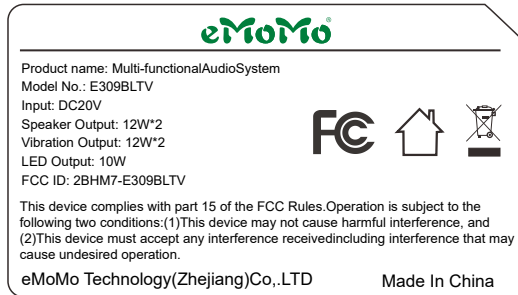 eMoMo
Product name: Multi-functionalAudioSystem
Model No.: E309BLTV
Input: DC20V
Speaker Output: 12W*2
Vibration Output: 12W*2
LED Output: 10W
FCC ID: 2BHM7-E309BLTV
FC
This device complies with part 15 of the FCC Rules.Operation is subject to the
following two conditions:(1)This device may not cause harmful interference, and
(2)This device must accept any interference receivedincluding interference that may
cause undesired operation.
eMoMo Technology(Zhejiang)Co,.LTD
Made In China